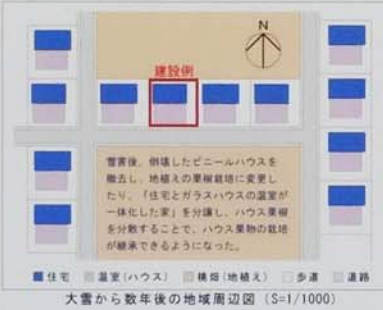 N
建設例
雪害後、倒壊したビニールハウスを
撤去し、地植えの果樹栽培に変更し
たり、「住宅とガラスハウスの温室が
一体化した家」を分譲し、ハウス果樹
を分散することで、ハウス果物の栽培
が継承できるようになった。
住宅 温室(ハウス) 桃畑(地植え) 歩道 道路
大雪から数年後の地域周辺図 (S=1/1000)